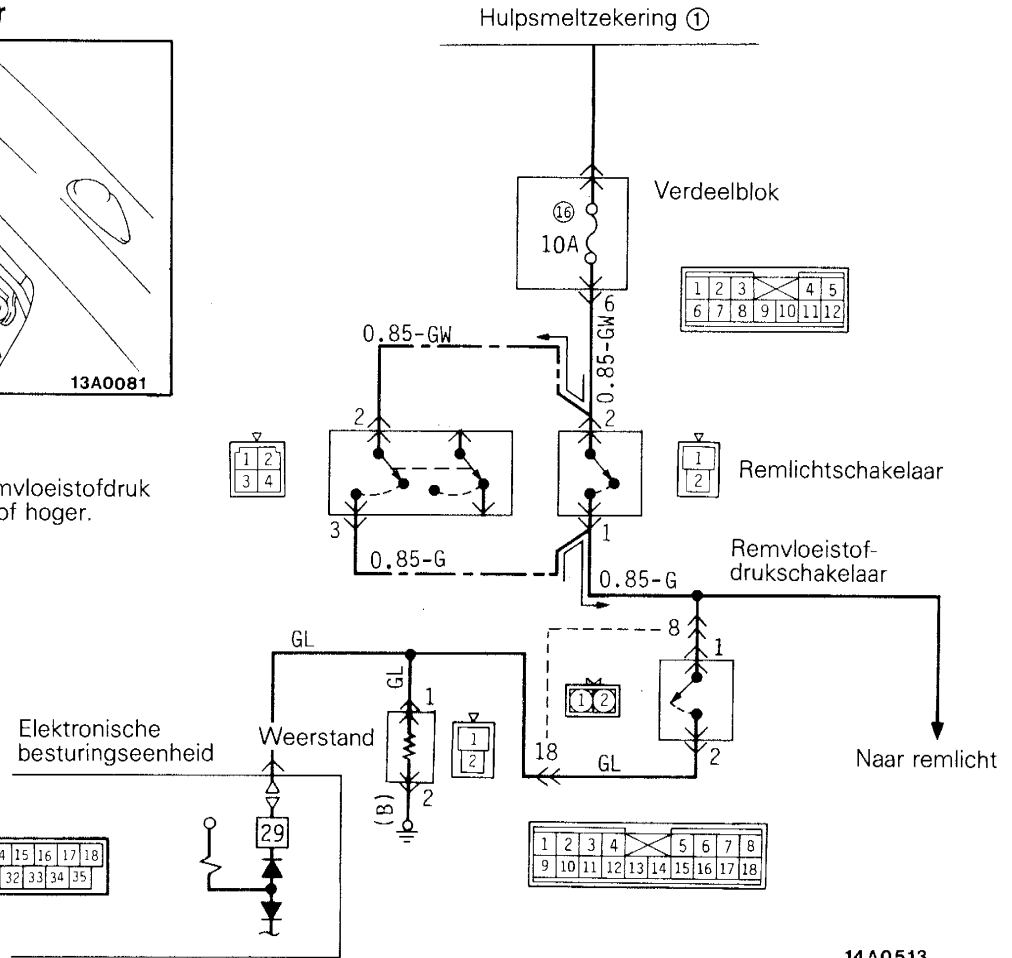 r
Hulpsmeltzekering ①
Verdeelblok
⑯
10A
1 2 3 4 5
6 7 8 9 10 11 12
6
0.85-GW
0.85-GW
13A0081
2
2
1 2
3 4
1
2
Remlichtschakelaar
mvloeistofdruk
of hoger.
3
1
0.85-G
0.85-G
Remvloeistof-
drukschakelaar
8
1
GL
GL
1
① ②
Elektronische
besturingseenheid
Weerstand
1
2
18
GL
2
Naar remlicht
(B)
2
29
4 15 16 17 18
32 33 34 35
1 2 3 4 5 6 7 8
9 10 11 12 13 14 15 16 17 18
14A0513